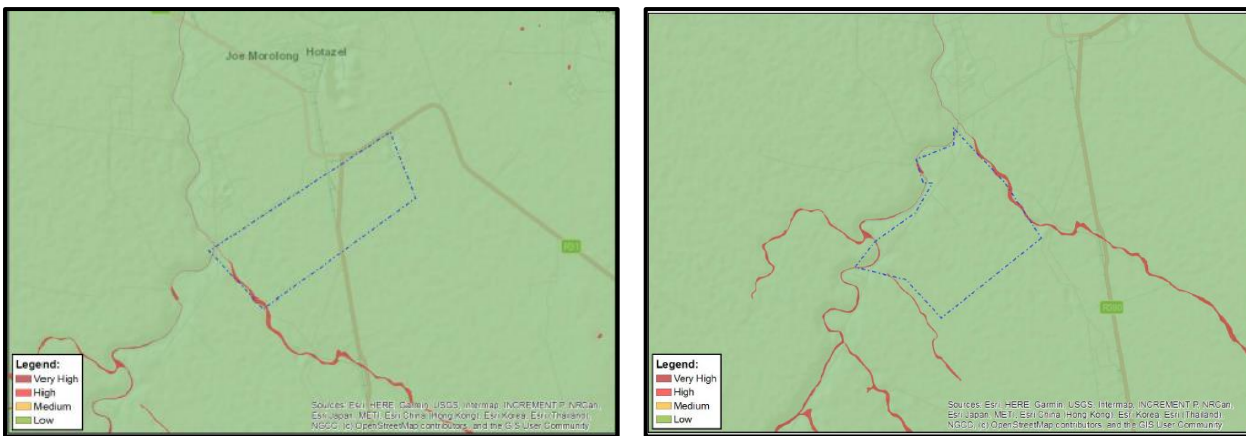 Joe Morolong Hotazel
R31
Legend:
Very High
High
Medium
Low
Sources: Esri, HERE, Garmin, USGS, Intermap, INCREMENT P, NRCan,
Esri Japan, METI, Esri China (Hong Kong), Esri Korea, Esri (Thailand),
NGCC, (c) OpenStreetMap contributors, and the GIS User Community
Legend:
Very High
High
Medium
Low
Sources: Esri, HERE, Garmin, USGS, Intermap, INCREMENT P, NRCan,
Esri Japan, METI, Esri China (Hong Kong), Esri Korea, Esri (Thailand),
NGCC, (c) OpenStreetMap contributors, and the GIS User Community